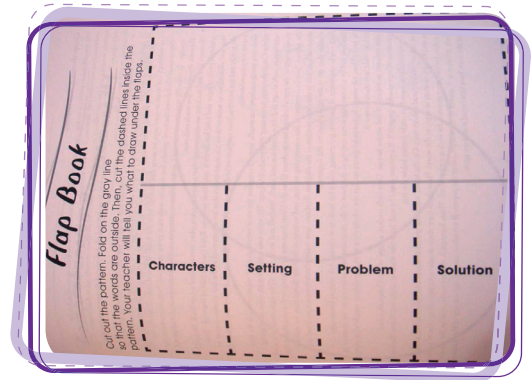 Flap Book
Cut out the pattern. Fold on the gray line
so that the words are outside. Then, cut the dashed lines inside the
pattern. Your teacher will tell you what to draw under the flaps.
Characters
Setting
Problem
Solution